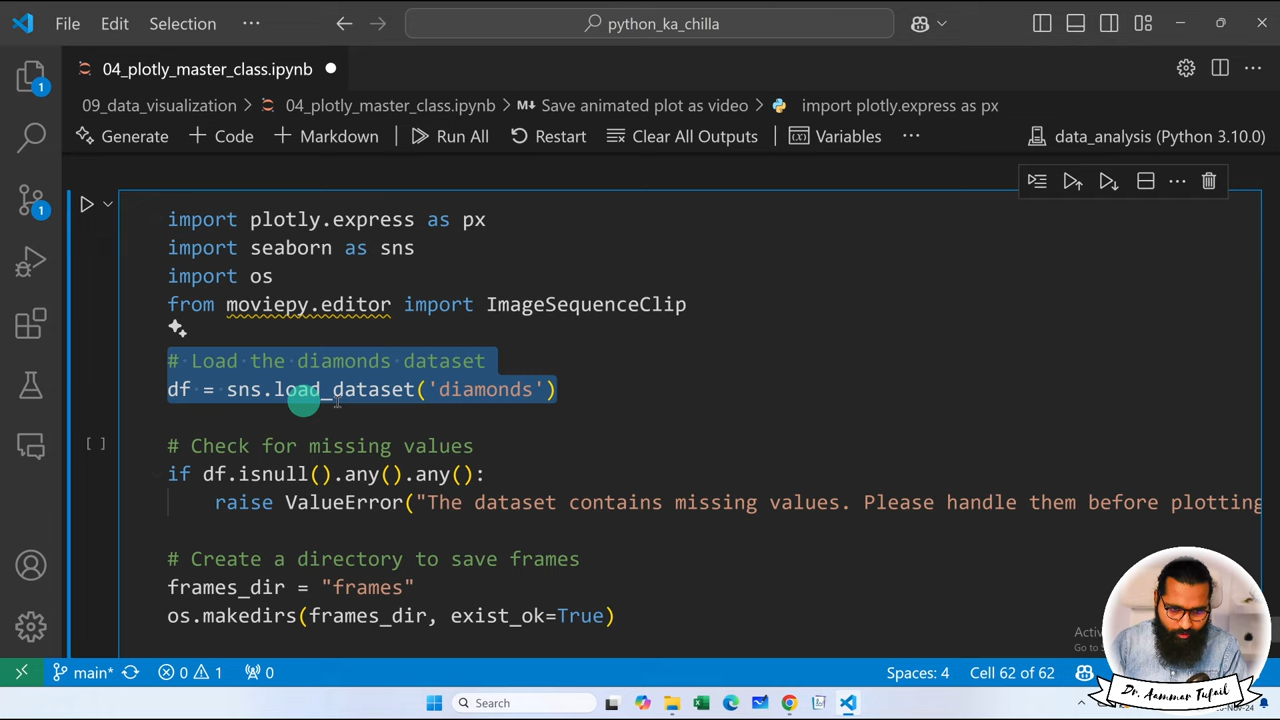 File Edit Selection ··· python_ka_chilla
04_plotly_master_class.ipynb
09_data_visualization > 04_plotly_master_class.ipynb > M↓ Save animated plot as video > import plotly.express as px
Generate + Code + Markdown Run All Restart Clear All Outputs Variables ··· data_analysis (Python 3.10.0)
import plotly.express as px
import seaborn as sns
import os
from moviepy.editor import ImageSequenceClip
# Load the diamonds dataset
df = sns.load_dataset('diamonds')
# Check for missing values
[ ]
if df.isnull().any().any():
raise ValueError("The dataset contains missing values. Please handle them before plotting
# Create a directory to save frames
frames_dir = "frames"
os.makedirs(frames_dir, exist_ok=True)
1
1
main* 0 1 0 Spaces: 4 Cell 62 of 62
Search
Dr. Aammar Tufail